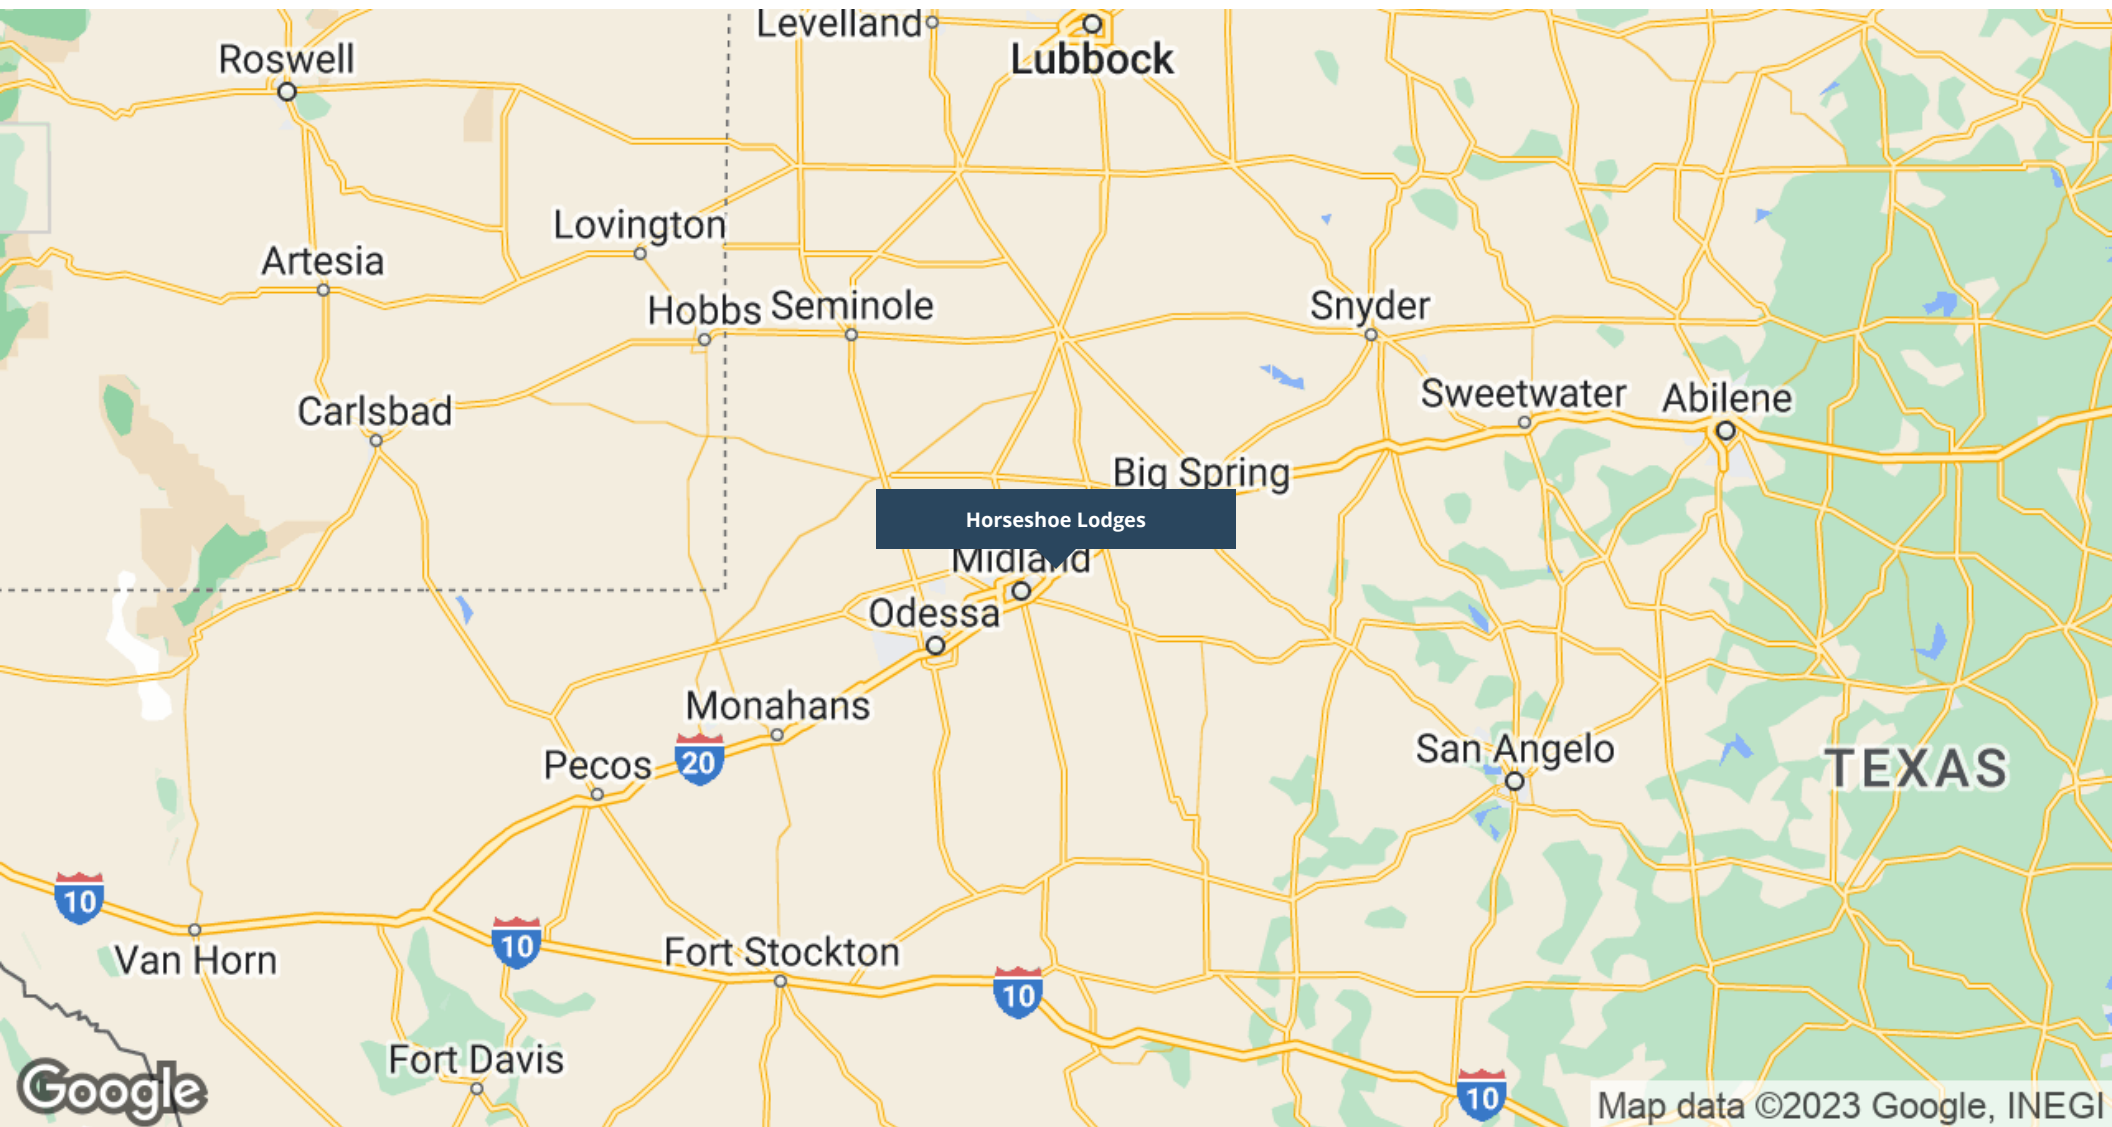 Levelland
Lubbock
Roswell
Lovington
Artesia
Hobbs
Seminole
Snyder
Sweetwater
Abilene
Carlsbad
Big Spring
Horseshoe Lodges
Midland
Odessa
Monahans
20
Pecos
San Angelo
TEXAS
10
Van Horn
10
Fort Stockton
10
Fort Davis
10
Google
Map data ©2023 Google, INEGI